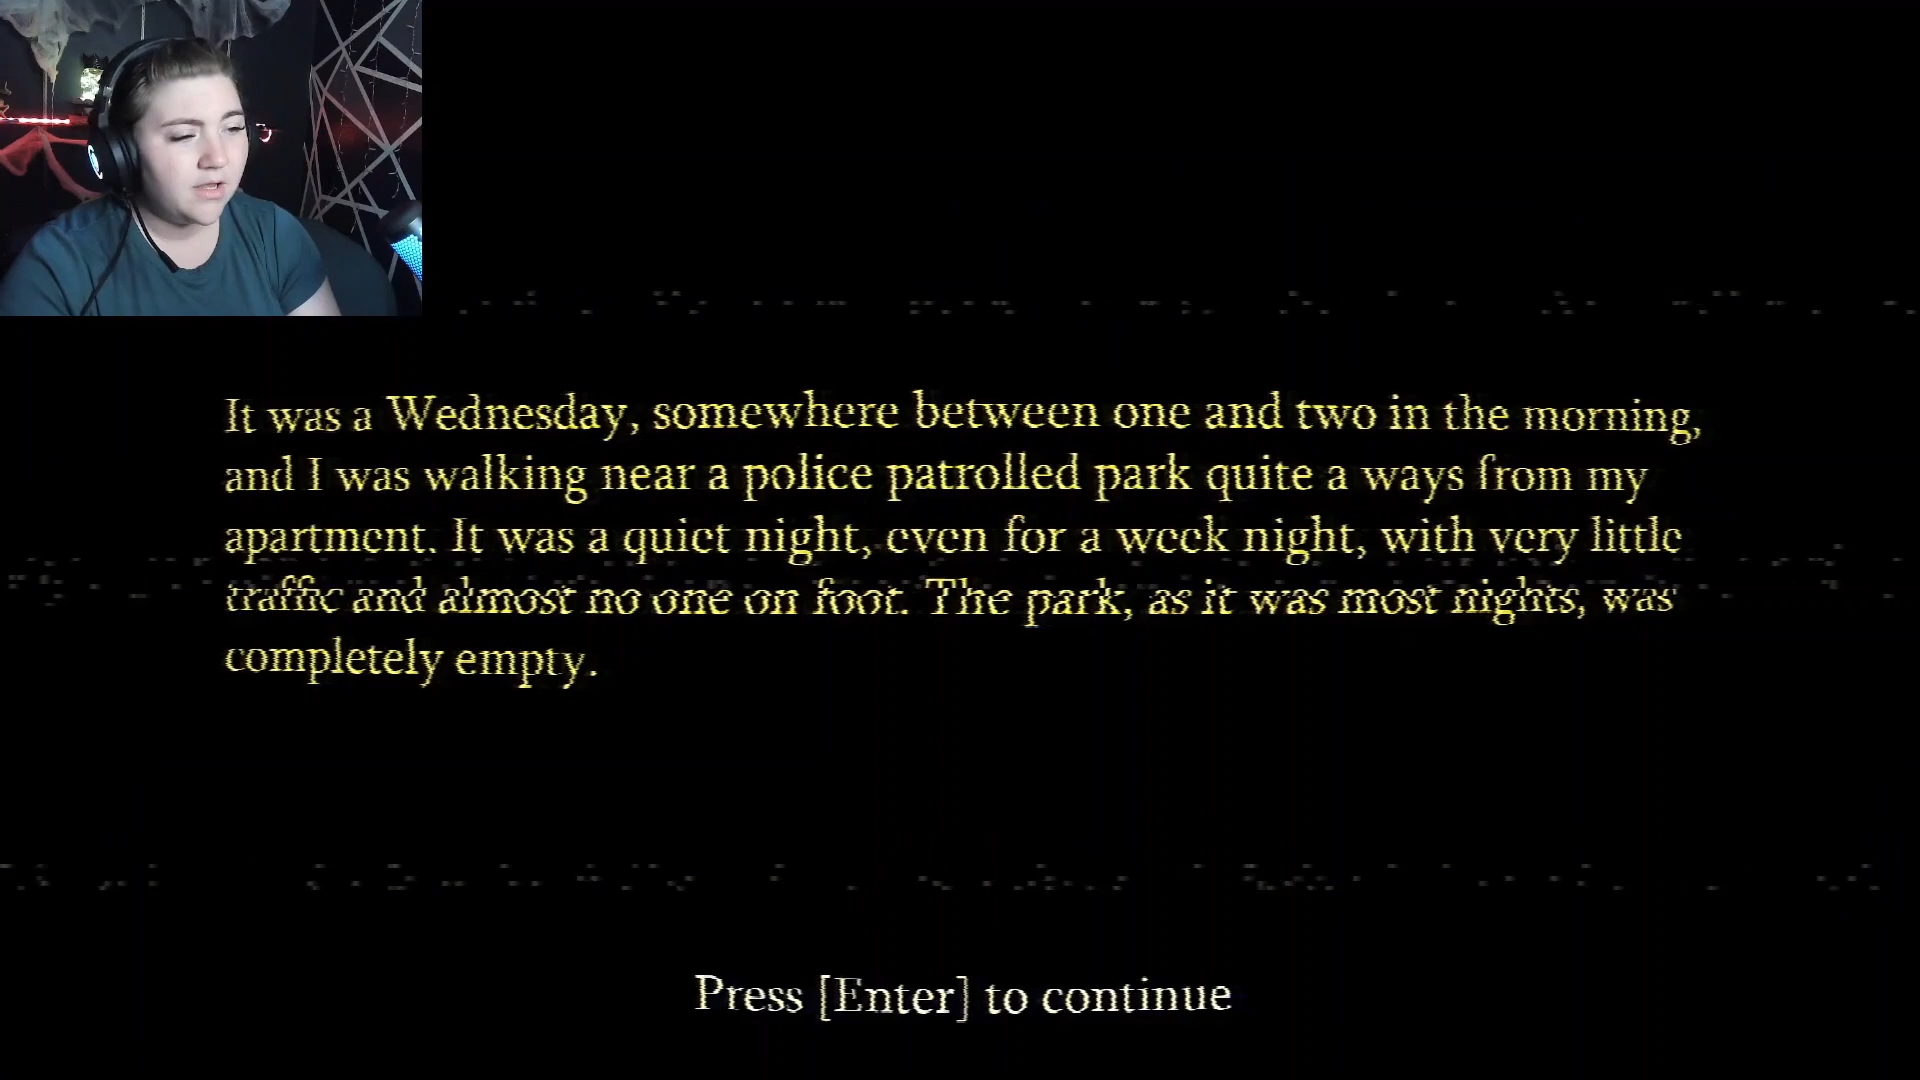 It was a Wednesday, somewhere between one and two in the morning,
and I was walking near a police patrolled park quite a ways from my
apartment. It was a quiet night, even for a week night, with very little
traffic and almost no one on foot. The park, as it was most nights, was
completely empty.
Press [Enter] to continue